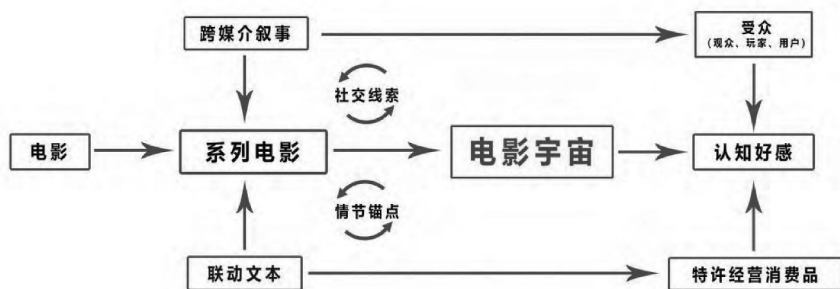 跨媒介叙事
受众
(观众、玩家、用户)
社交线索
电影
系列电影
电影宇宙
认知好感
情节锚点
联动文本
特许经营消费品